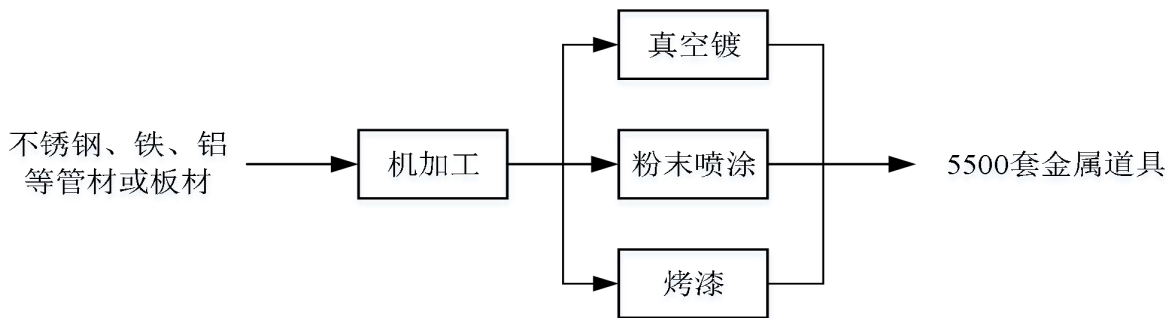 不锈钢、铁、铝
等管材或板材
机加工
真空镀
粉末喷涂
烤漆
5500套金属道具